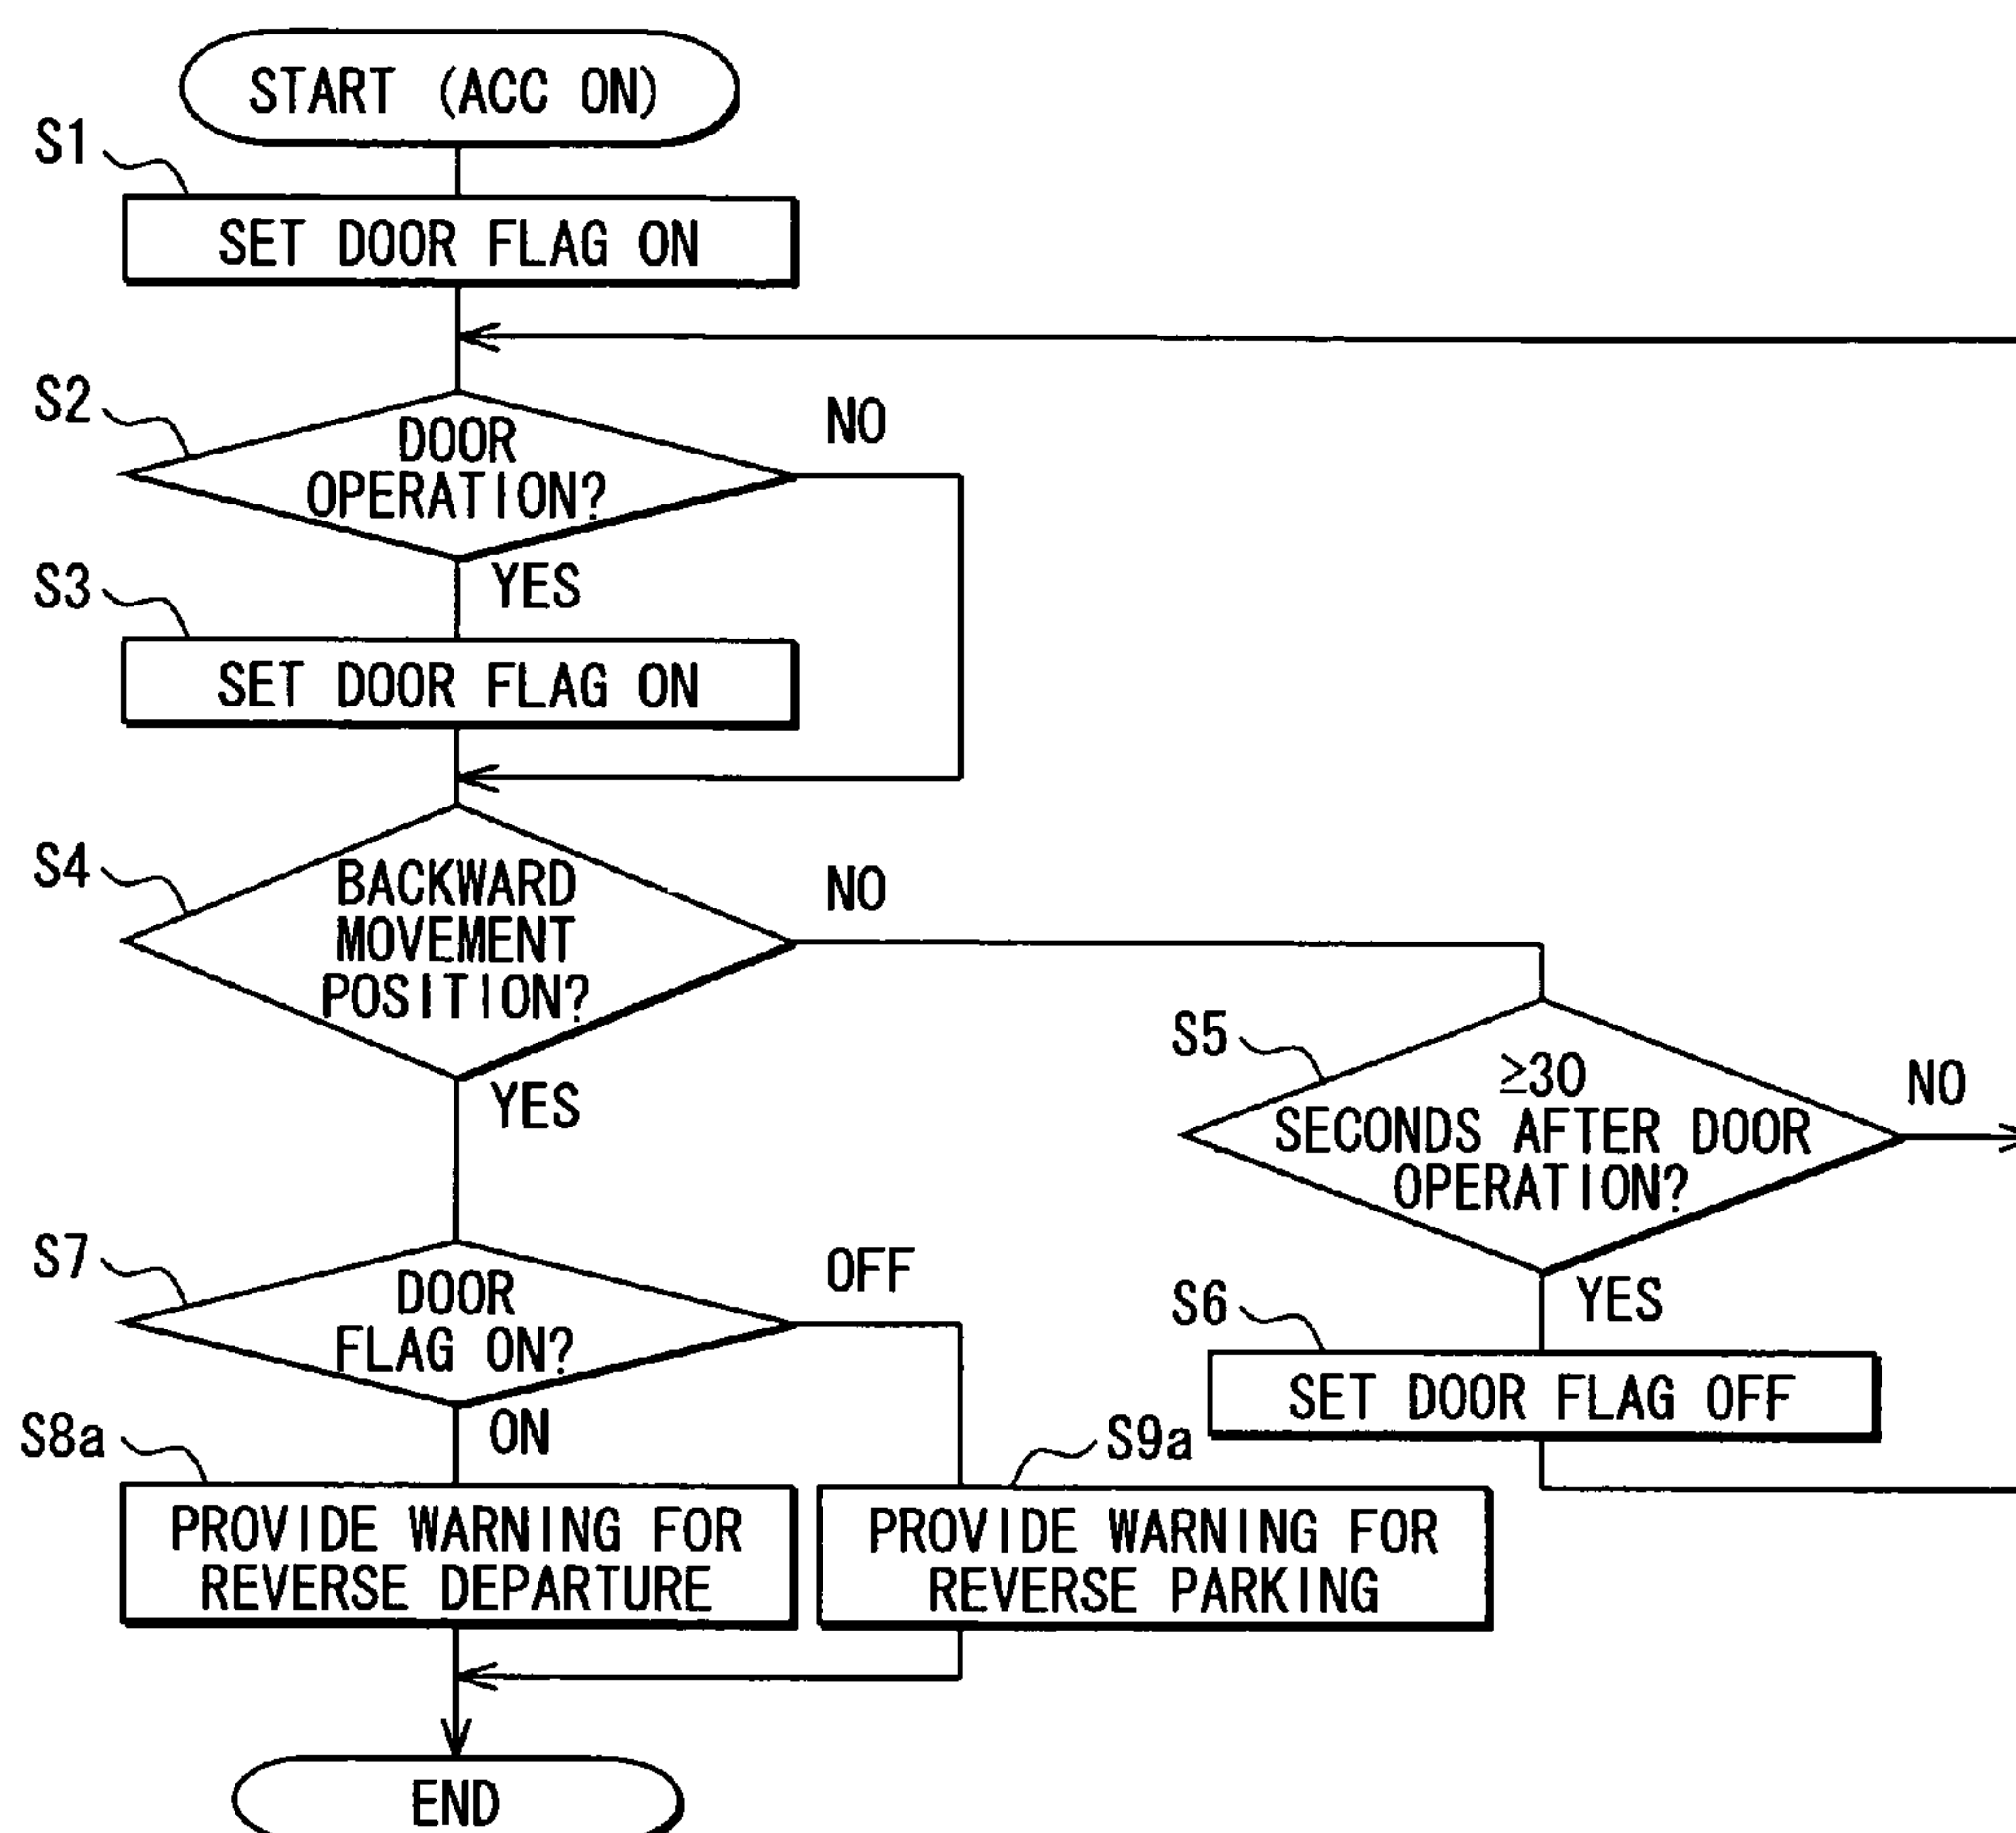 START (ACC ON)
S1
SET DOOR FLAG ON
S2
DOOR
OPERATION?
NO
YES
S3
SET DOOR FLAG ON
S4
BACKWARD
MOVEMENT
POSITION?
NO
YES
S5
≥30
SECONDS AFTER DOOR
OPERATION?
NO
YES
S6
SET DOOR FLAG OFF
S7
DOOR
FLAG ON?
OFF
ON
S8a
PROVIDE WARNING FOR
REVERSE DEPARTURE
S9a
PROVIDE WARNING FOR
REVERSE PARKING
END